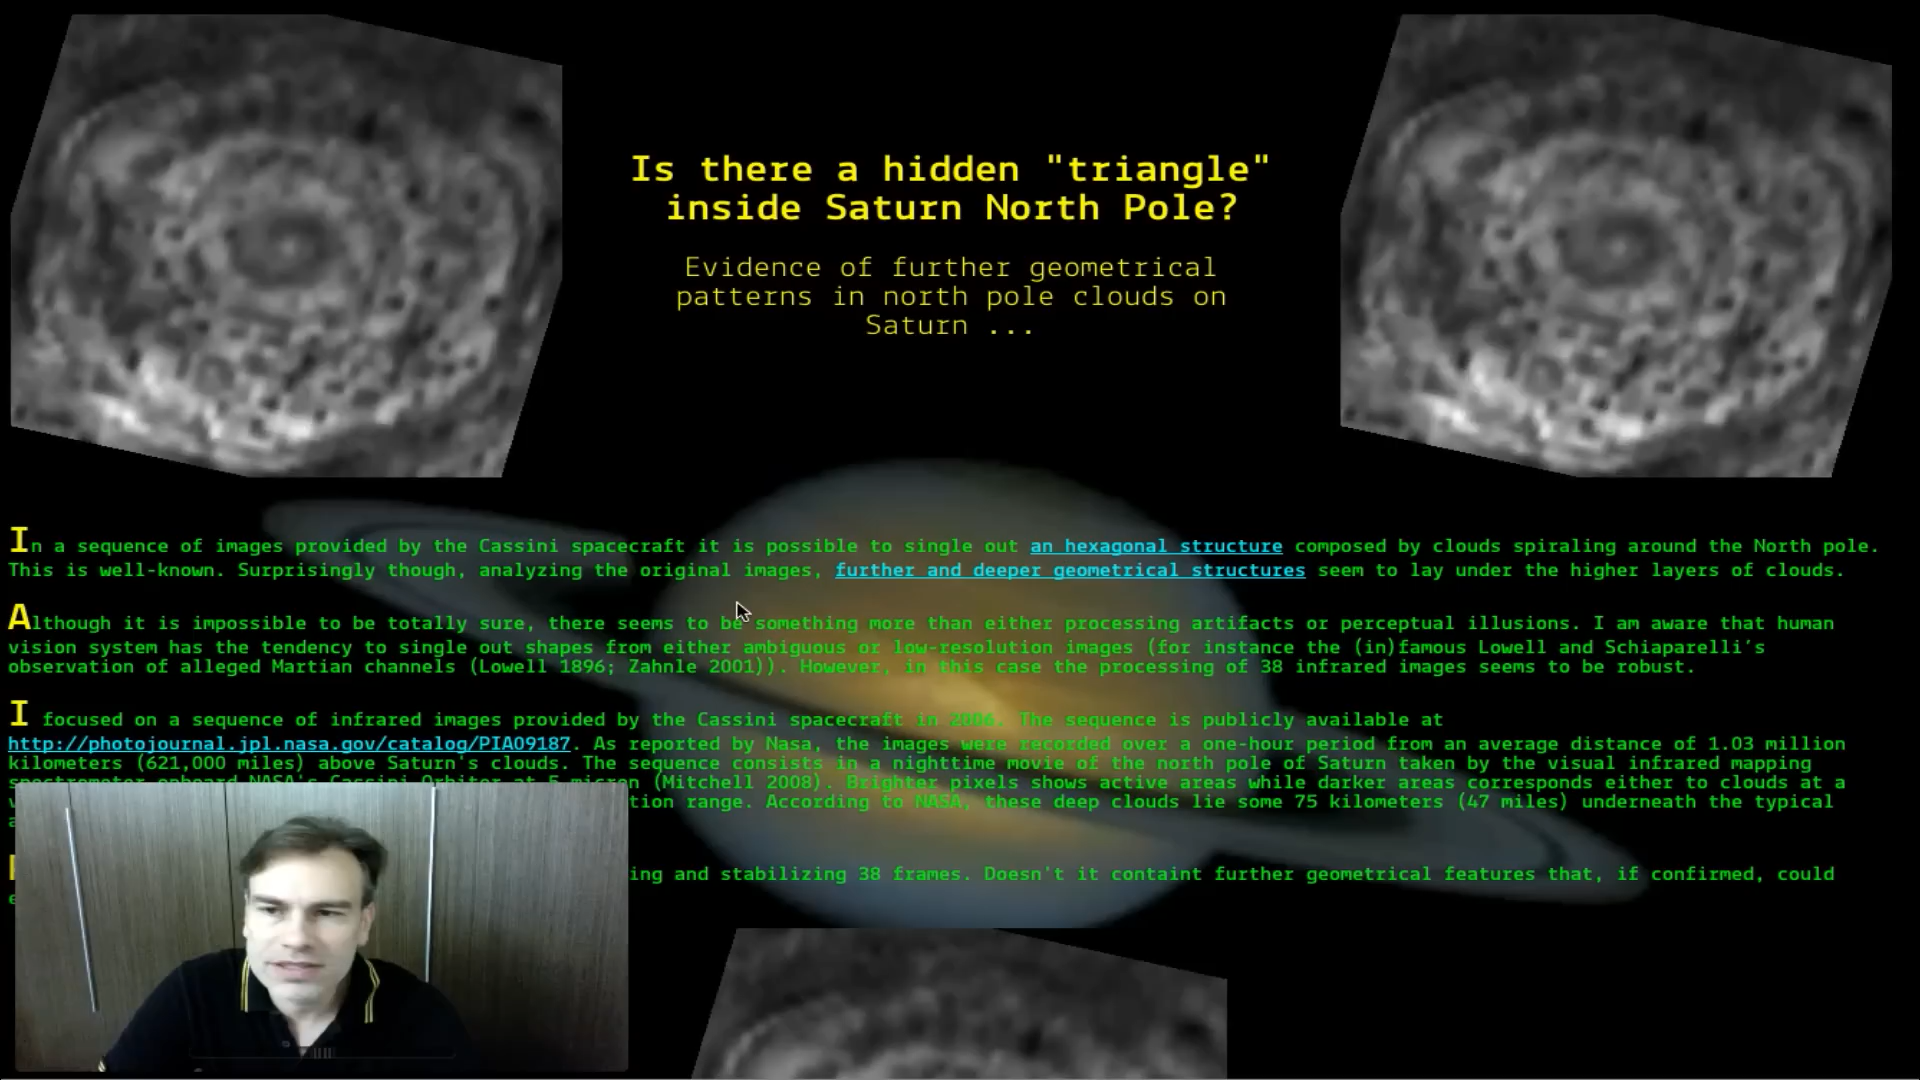 Is there a hidden "triangle"
inside Saturn North Pole?
Evidence of further geometrical
patterns in north pole clouds on
Saturn ...
In a sequence of images provided by the Cassini spacecraft it is possible to single out an hexagonal structure composed by clouds spiraling around the North pole.
This is well-known. Surprisingly though, analyzing the original images, further and deeper geometrical structures seem to lay under the higher layers of clouds.
Although it is impossible to be totally sure, there seems to be something more than either processing artifacts or perceptual illusions. I am aware that human
vision system has the tendency to single out shapes from either ambiguous or low-resolution images (for instance the (in)famous Lowell and Schiaparelli's
observation of alleged Martian channels (Lowell 1896; Zahnle 2001)). However, in this case the processing of 38 infrared images seems to be robust.
I focused on a sequence of infrared images provided by the Cassini spacecraft in 2006. The sequence is publicly available at
http://photojournal.jpl.nasa.gov/catalog/PIA09187. As reported by Nasa, the images were recorded over a one-hour period from an average distance of 1.03 million
kilometers (621,000 miles) above Saturn's clouds. The sequence consists in a nighttime movie of the north pole of Saturn taken by the visual infrared mapping
spectrometer onboard NASA's Cassini Orbiter at 5 micron (Mitchell 2008). Brighter pixels shows active areas while darker areas corresponds either to clouds at a
tion range. According to NASA, these deep clouds lie some 75 kilometers (47 miles) underneath the typical
ing and stabilizing 38 frames. Doesn't it containt further geometrical features that, if confirmed, could